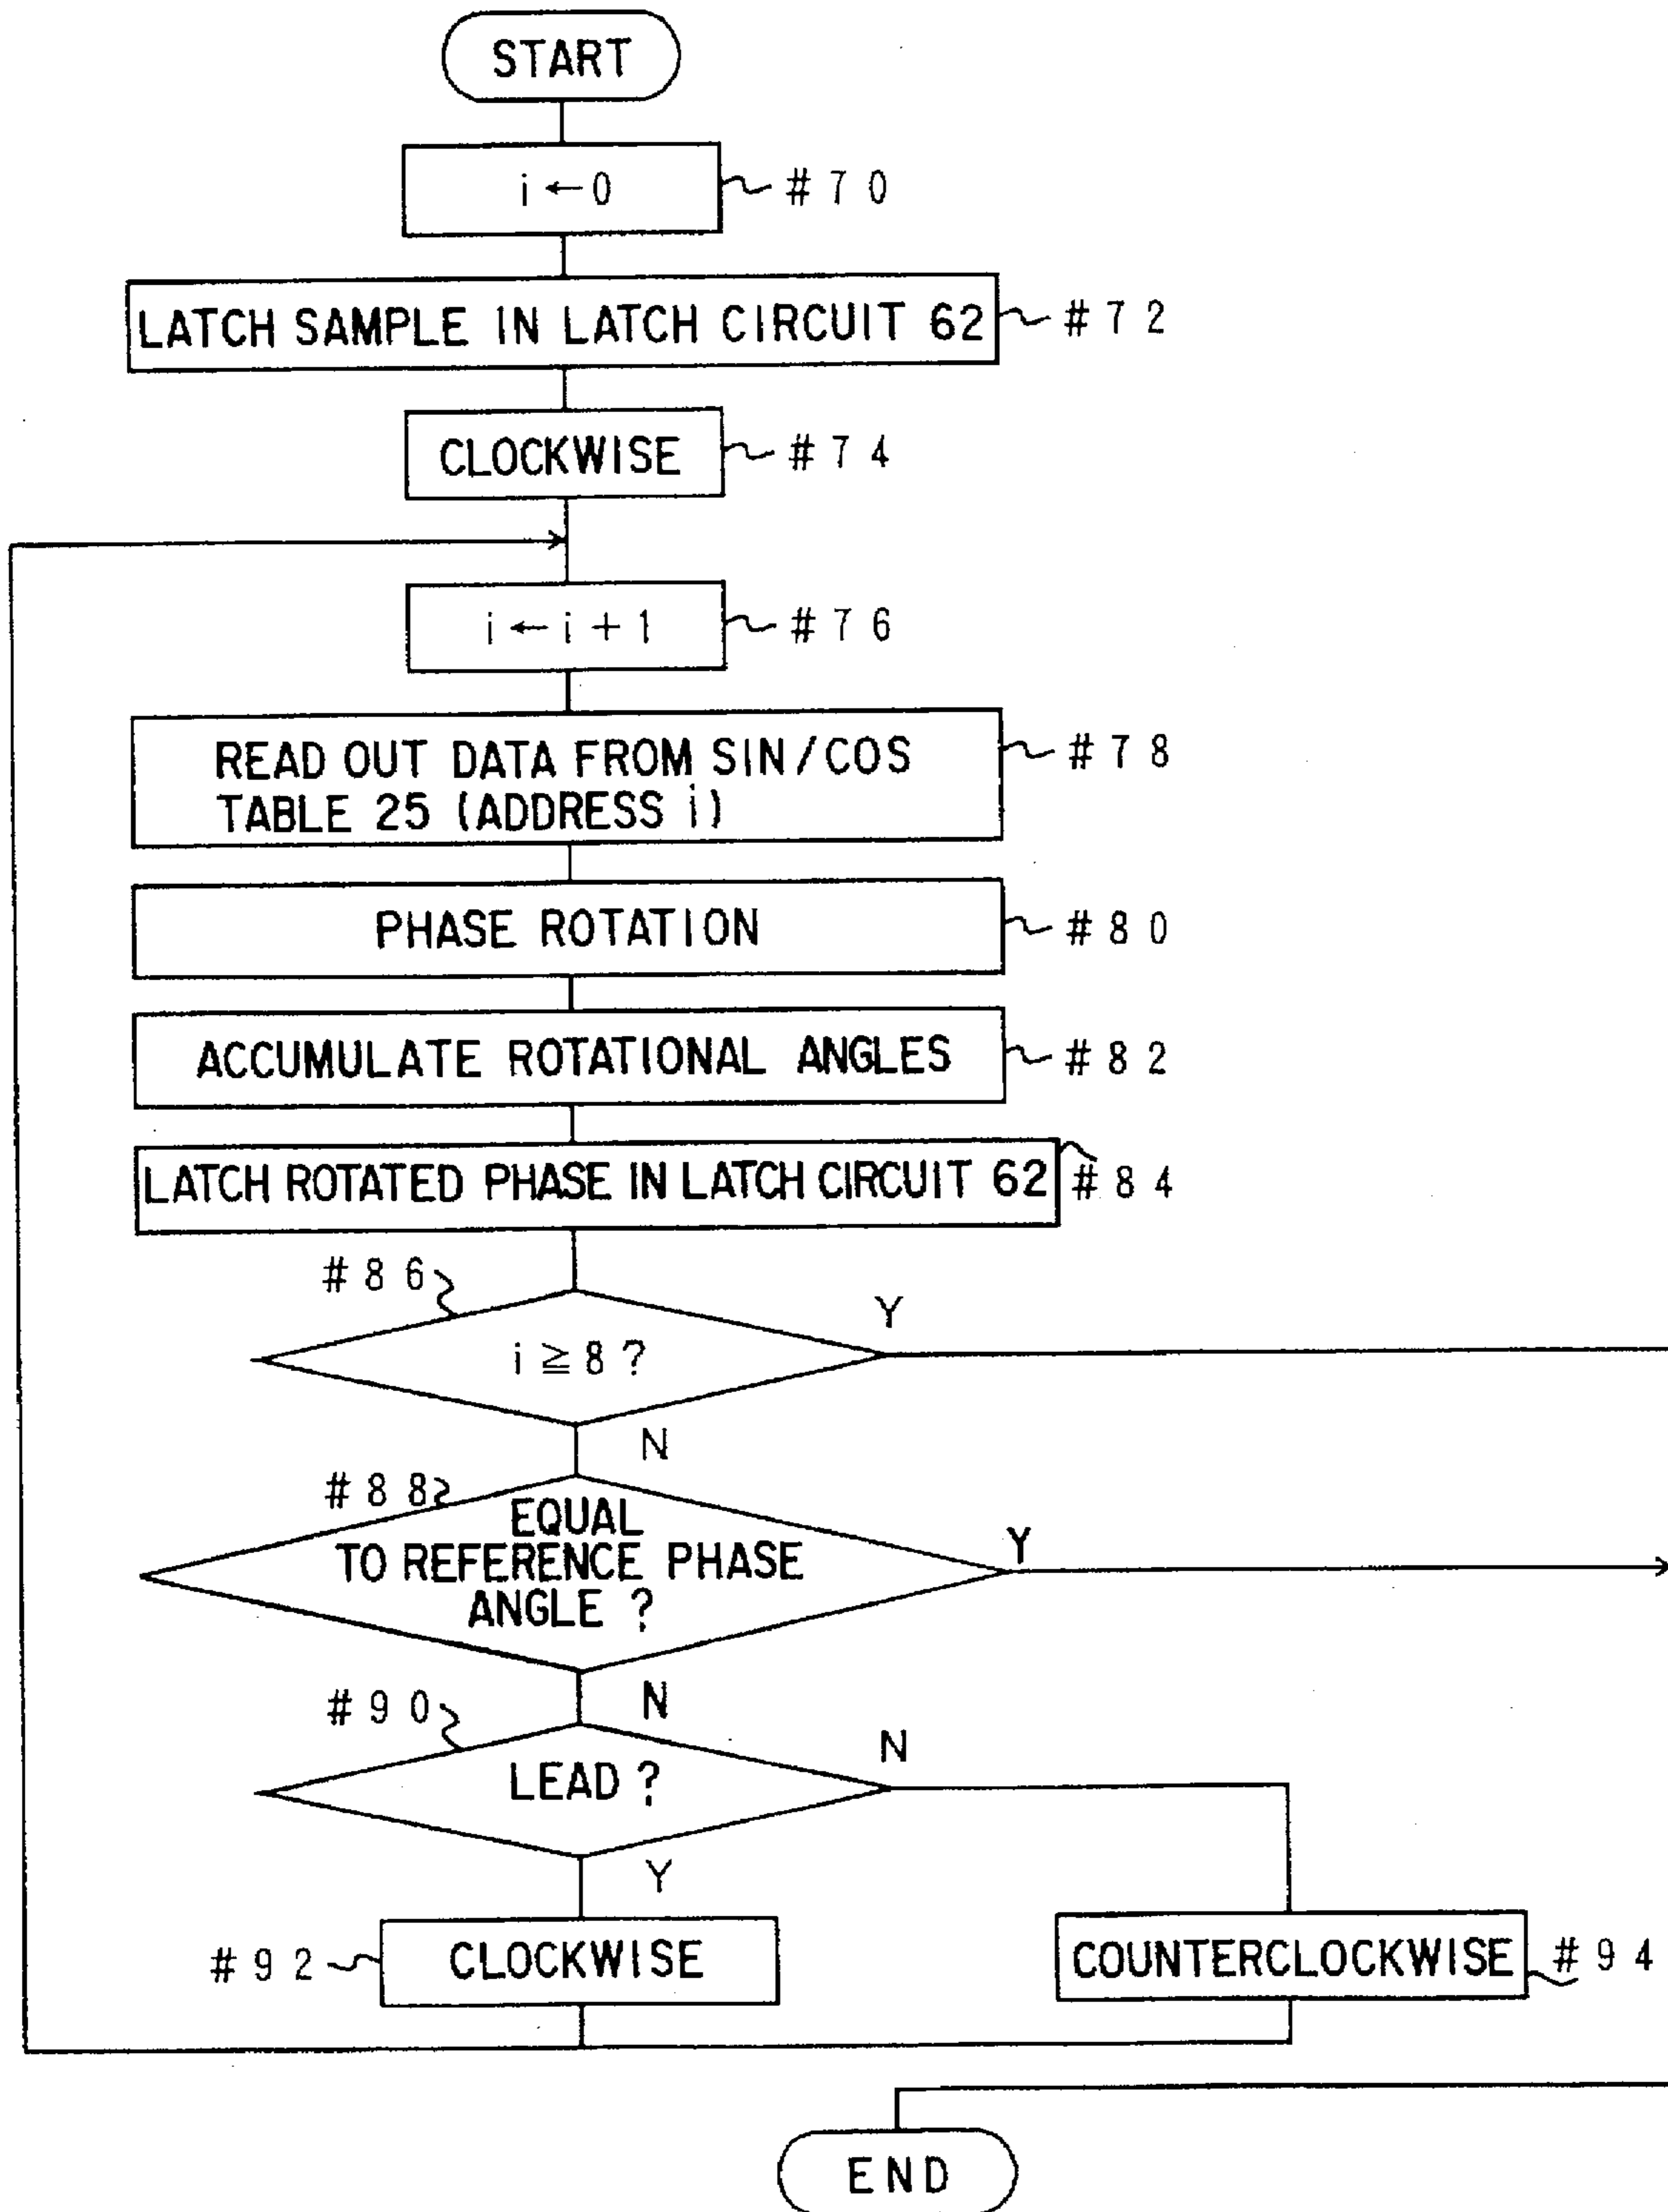 START
i ← 0
# 7 0
LATCH SAMPLE IN LATCH CIRCUIT 62
# 7 2
CLOCKWISE
# 7 4
i ← i + 1
# 7 6
READ OUT DATA FROM SIN/COS
TABLE 25 (ADDRESS i)
# 7 8
PHASE ROTATION
# 8 0
ACCUMULATE ROTATIONAL ANGLES
# 8 2
LATCH ROTATED PHASE IN LATCH CIRCUIT 62
# 8 4
# 8 6
i ≧ 8 ?
Y
N
# 8 8
EQUAL
TO REFERENCE PHASE
ANGLE ?
Y
N
# 9 0
LEAD ?
N
Y
# 9 2
CLOCKWISE
COUNTERCLOCKWISE
# 9 4
END